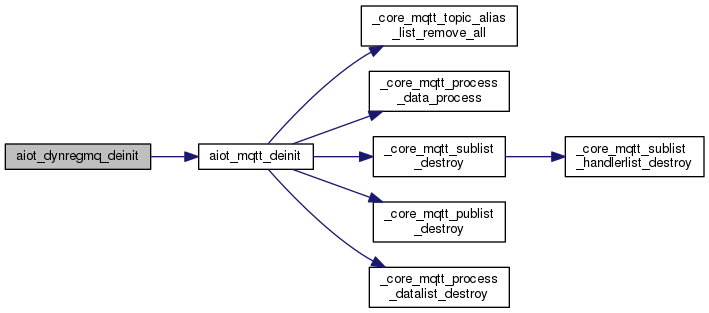 aiot_dynregmq_deinit
aiot_mqtt_deinit
_core_mqtt_topic_alias
_list_remove_all
_core_mqtt_process
_data_process
_core_mqtt_sublist
_destroy
_core_mqtt_sublist
_handlerlist_destroy
_core_mqtt_publist
_destroy
_core_mqtt_process
_datalist_destroy